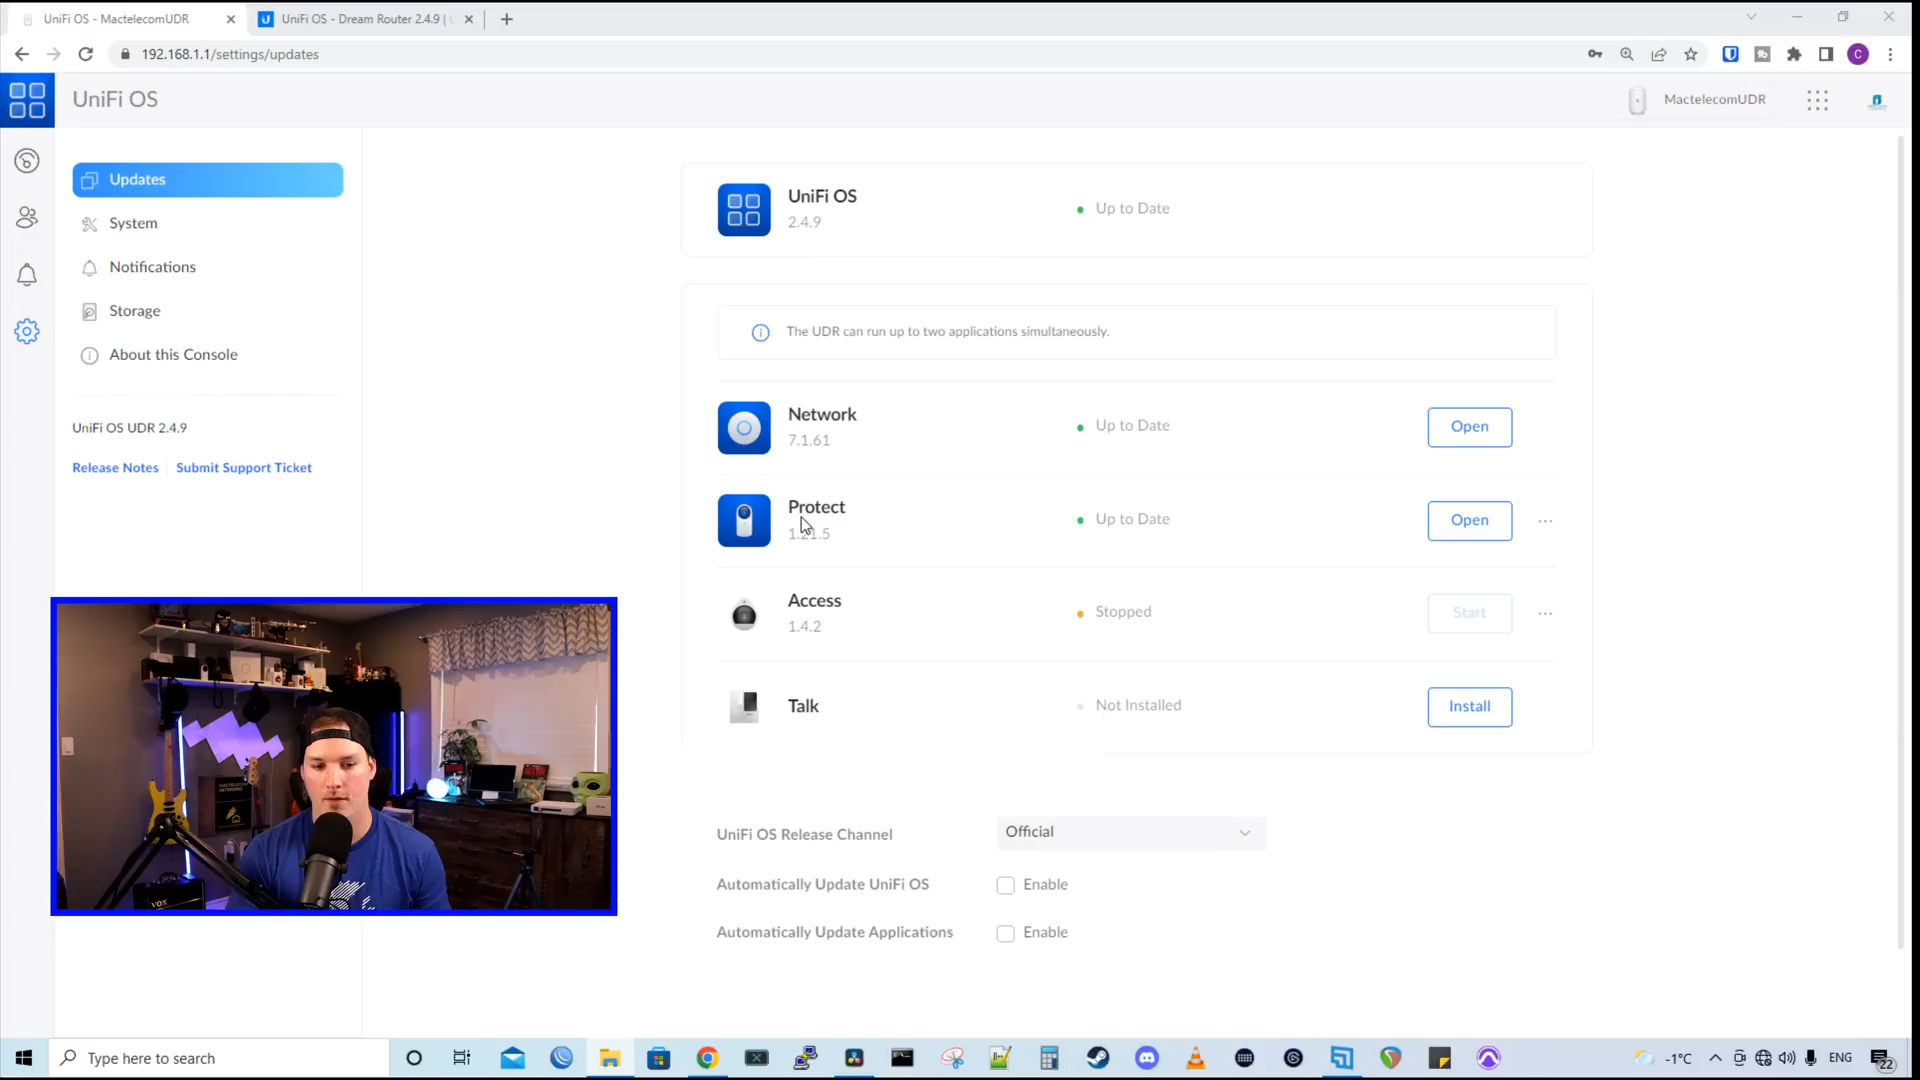 UniFi OS - MactelecomUDR
UniFi OS - Dream Router 2.4.9 |
192.168.1.1/settings/updates
C
UniFi OS
MactelecomUDR
Updates
System
Notifications
Storage
About this Console
UniFi OS UDR 2.4.9
Release Notes Submit Support Ticket
UniFi OS
2.4.9
Up to Date
The UDR can run up to two applications simultaneously.
Network
7.1.61
Up to Date
Open
Protect
1.21.5
Up to Date
Open
Access
1.4.2
Stopped
Start
Talk
Not Installed
Install
UniFi OS Release Channel
Official
Automatically Update UniFi OS
Enable
Automatically Update Applications
Enable
MACTELECOM
NETWORKS
VOX
Type here to search
-1°C
ENG
22